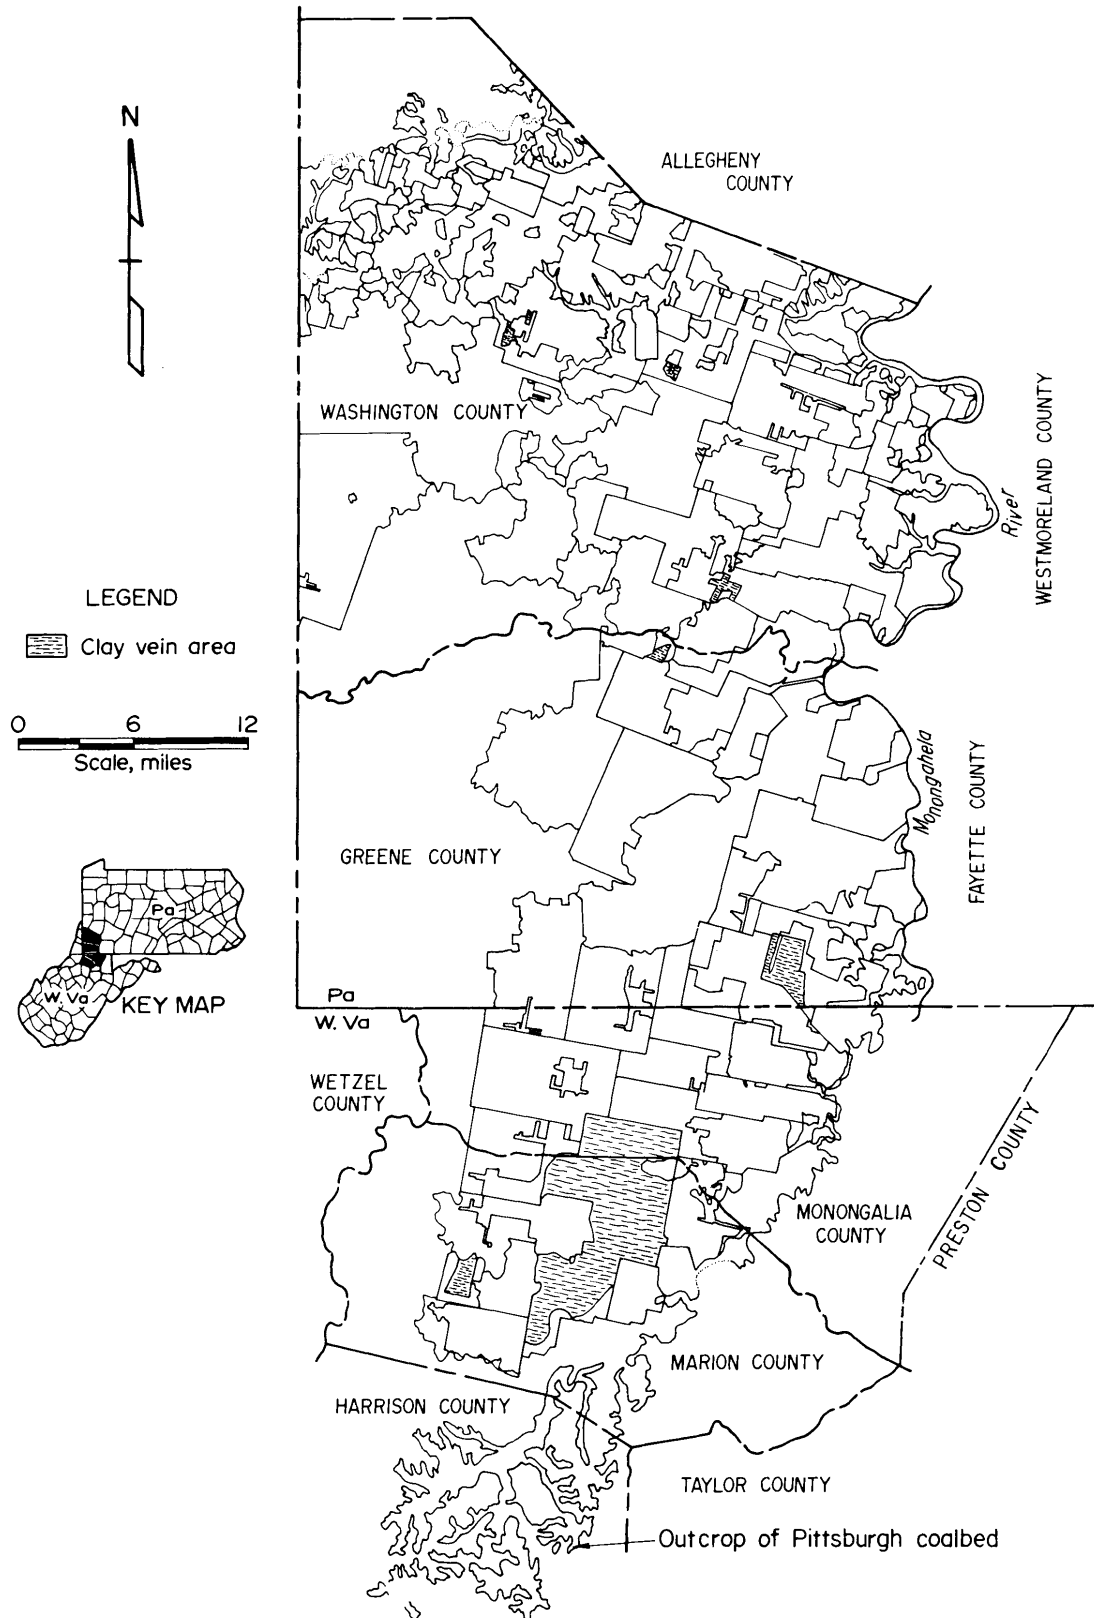 N
ALLEGHENY
COUNTY
WASHINGTON COUNTY
WESTMORELAND COUNTY
River
LEGEND
Clay vein area
0 6 12
Scale, miles
Monongahela
FAYETTE COUNTY
GREENE COUNTY
Pa
W. Va
KEY MAP
Pa
W. Va
WETZEL
COUNTY
PRESTON COUNTY
MONONGALIA
COUNTY
MARION COUNTY
HARRISON COUNTY
TAYLOR COUNTY
Outcrop of Pittsburgh coalbed